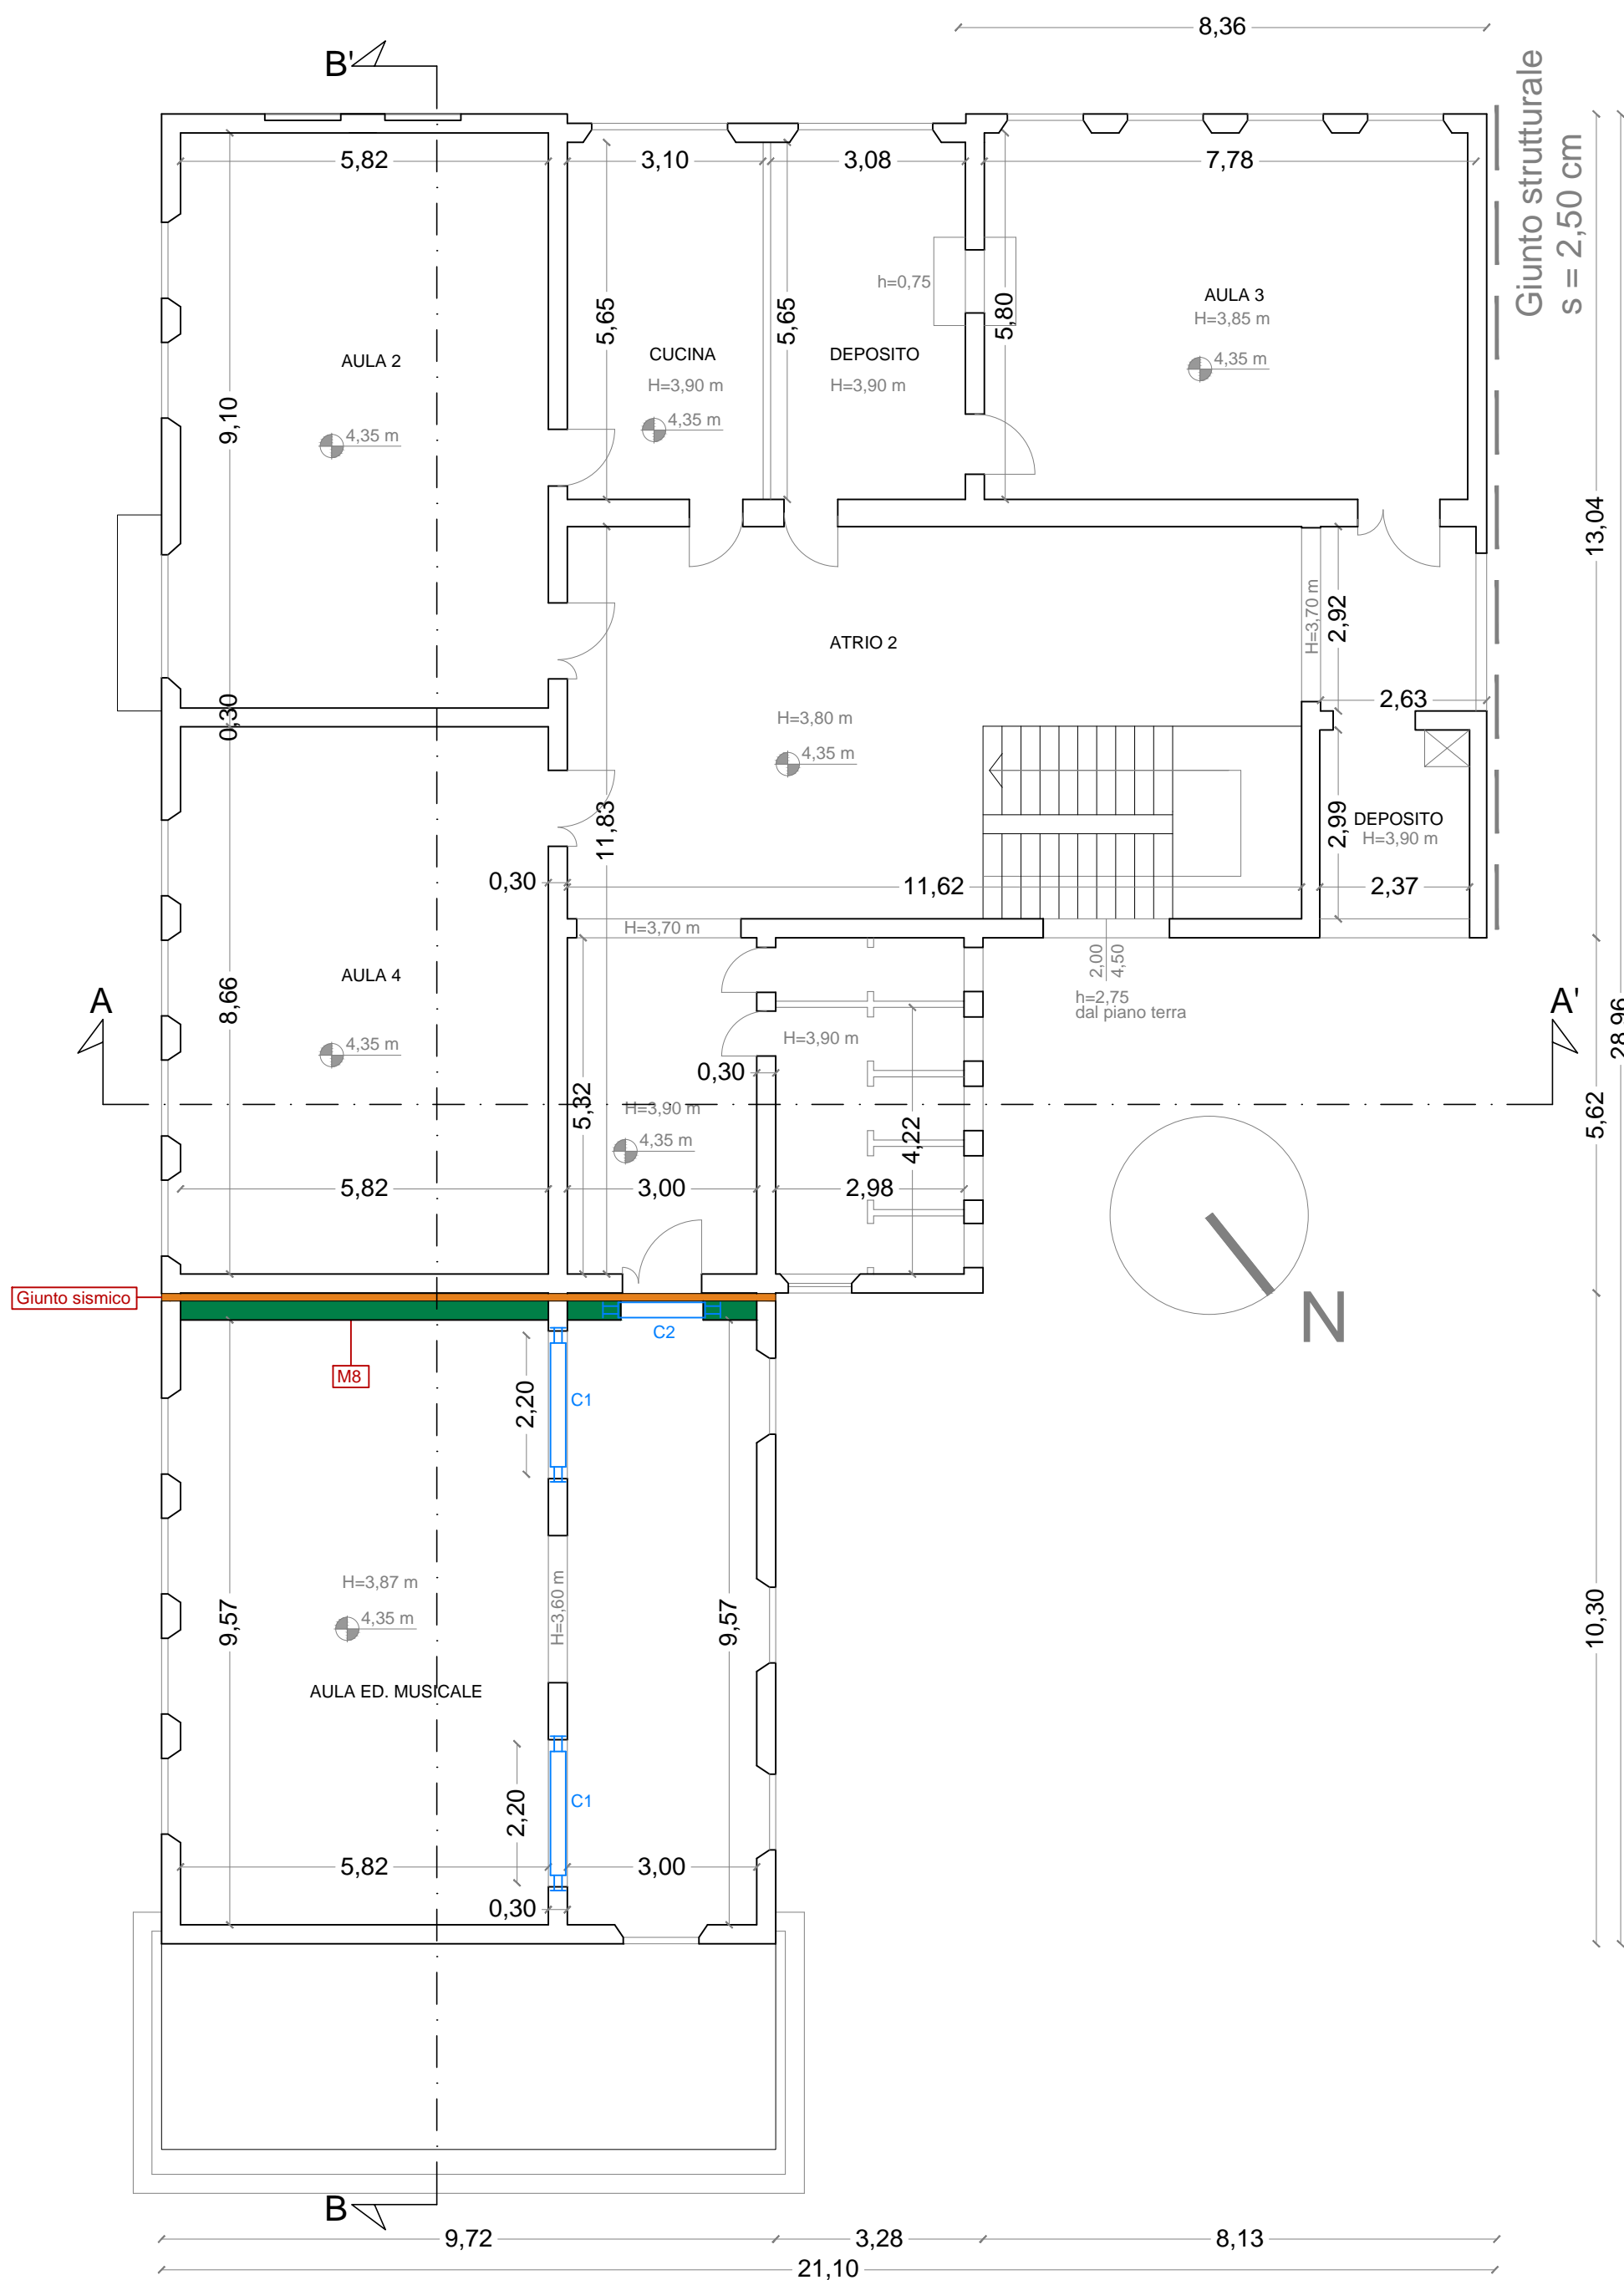 8,36
B'
Giunto strutturale
s = 2,50 cm
5,82
3,10
3,08
7,78
h=0,75
AULA 3
H=3,85 m
5,65
5,65
5,80
AULA 2
CUCINA
DEPOSITO
4,35 m
H=3,90 m
H=3,90 m
9,10
4,35 m
4,35 m
13,04
H=3,70 m
2,92
ATRIO 2
2,63
0,30
H=3,80 m
4,35 m
11,83
2,99
DEPOSITO
H=3,90 m
0,30
11,62
2,37
H=3,70 m
2,00
4,50
AULA 4
8,66
A
h=2,75
dal piano terra
A'
28,96
4,35 m
H=3,90 m
0,30
5,32
H=3,90 m
4,35 m
4,22
5,62
5,82
3,00
2,98
Giunto sismico
N
C2
M8
2,20
C1
H=3,87 m
4,35 m
H=3,60 m
9,57
9,57
10,30
AULA ED. MUSICALE
2,20
C1
5,82
3,00
0,30
B
9,72
3,28
8,13
21,10